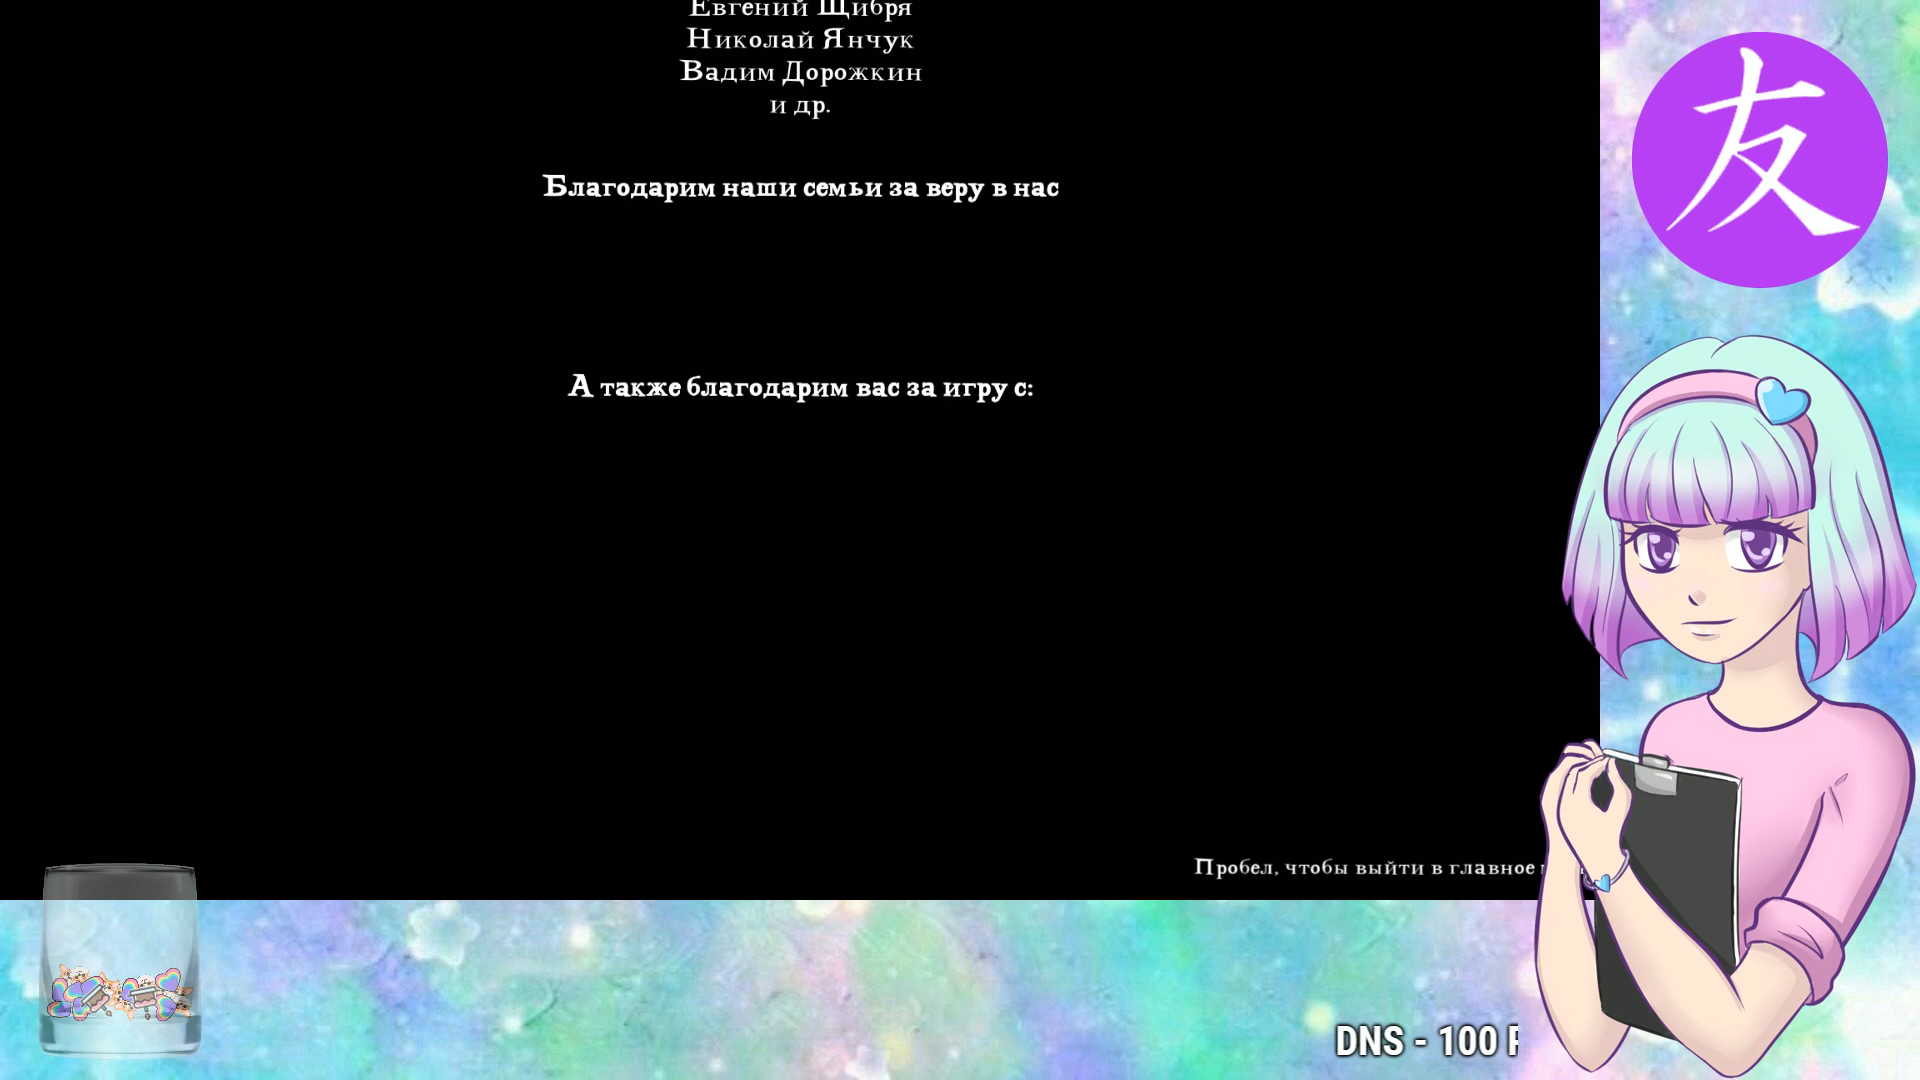 Евгений Щибря
Николай Янчук
Вадим Дорожкин
и др.
Благодарим наши семьи за веру в нас
А также благодарим вас за игру с:
Пробел, чтобы выйти в главное
友
DNS - 100